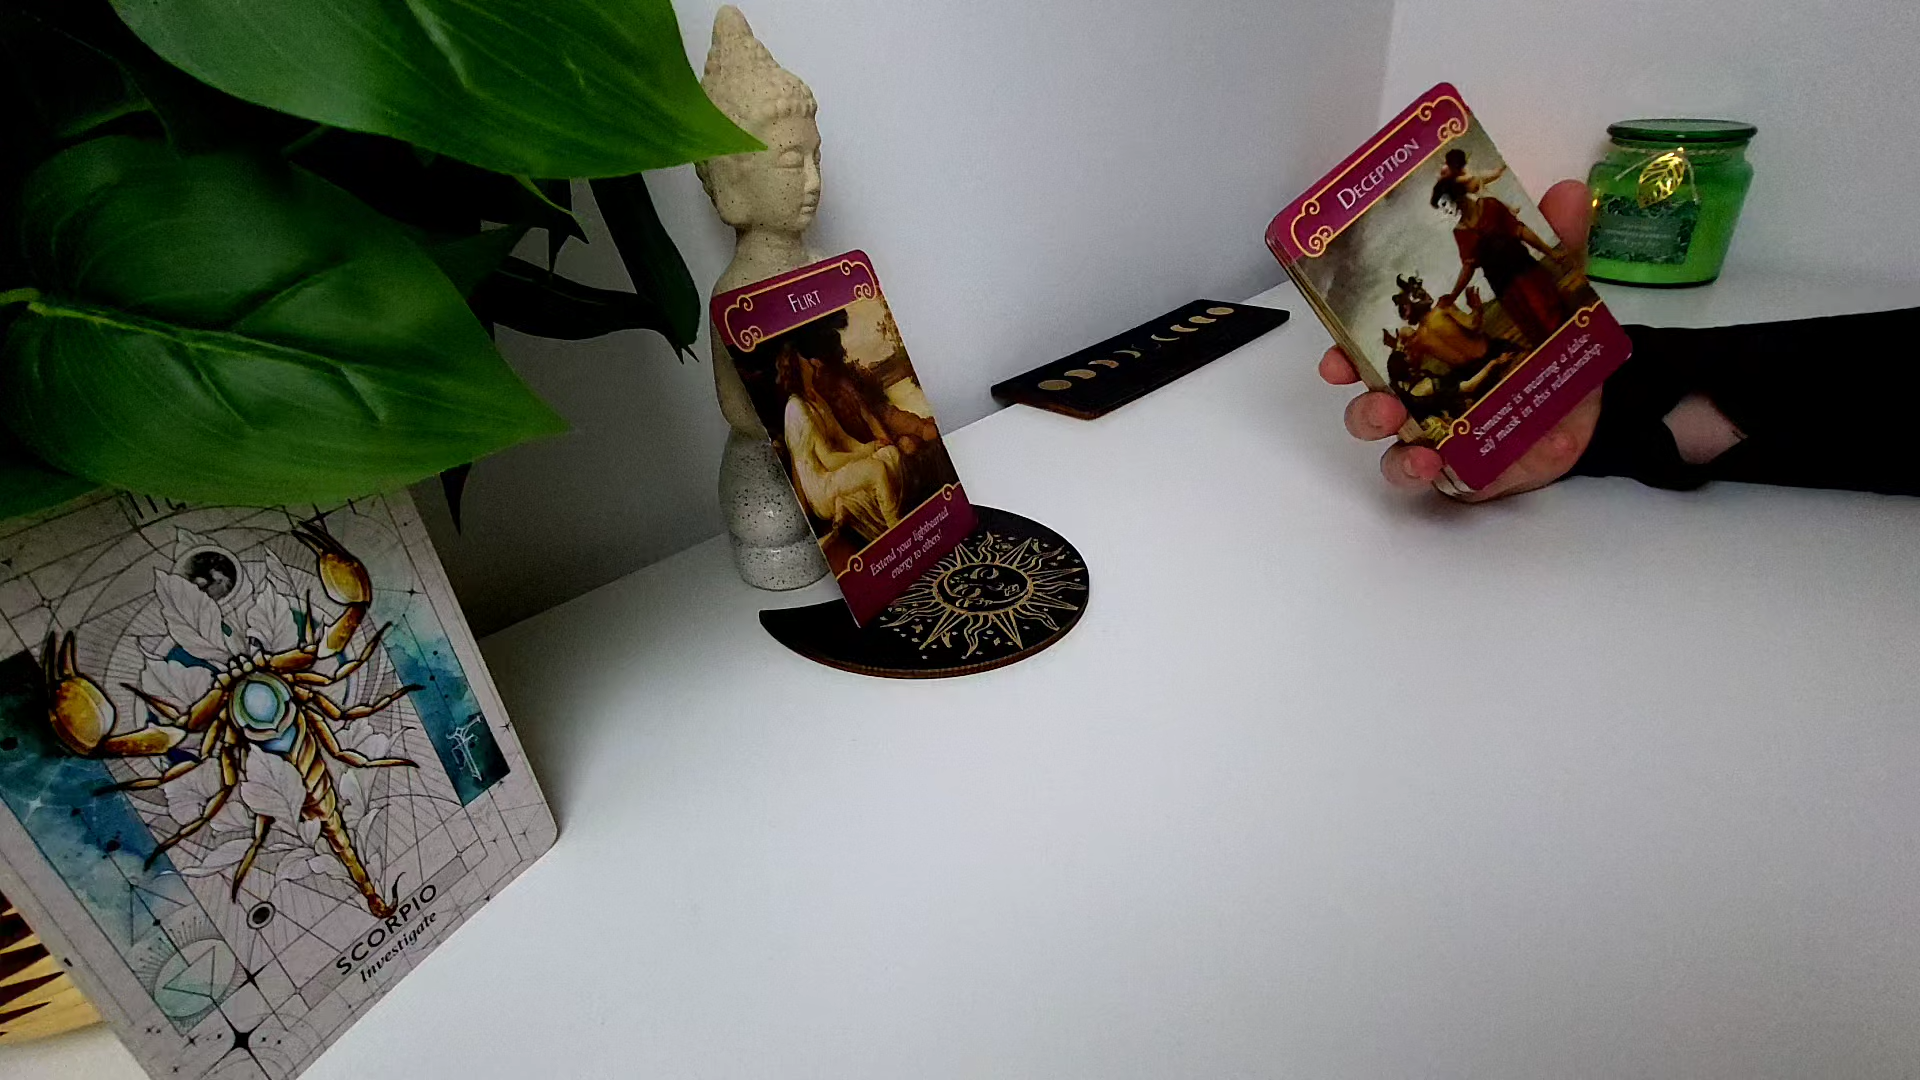 FLIRT
Extend your lighthearted
energy to others!
DECEPTION
Someone is wearing a false-
self mask in this relationship.
SCORPIO
Investigate